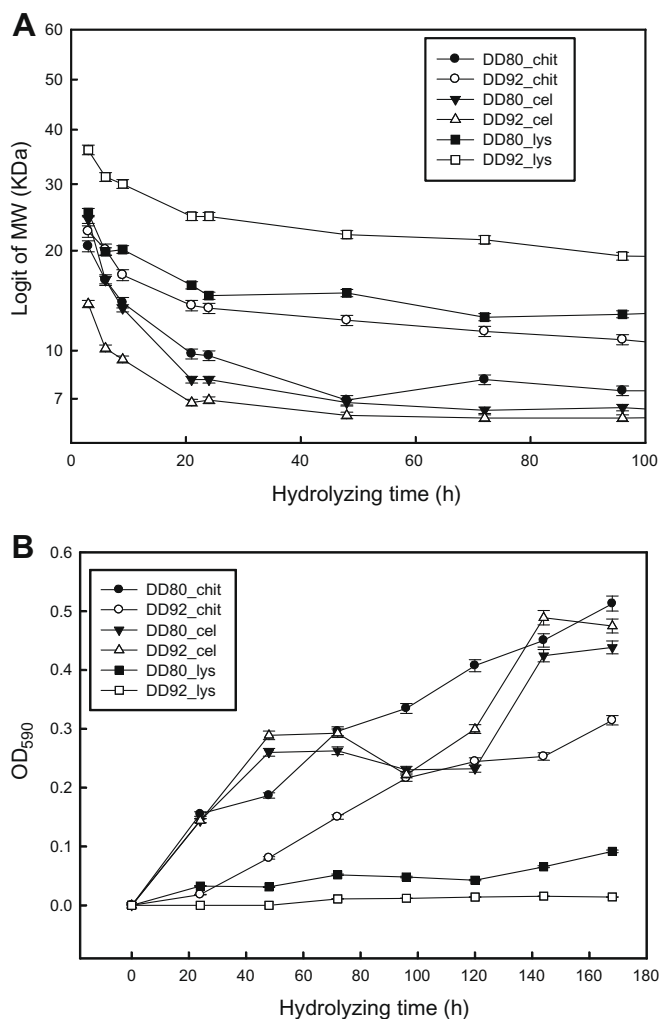 A
60
50
40
30
20
10
7
Logit of MW (KDa)
DD80_chit
DD92_chit
DD80_cel
DD92_cel
DD80_lys
DD92_lys
0 20 40 60 80 100
Hydrolyzing time (h)
B
0.6
0.5
0.4
0.3
0.2
0.1
0.0
OD590
DD80_chit
DD92_chit
DD80_cel
DD92_cel
DD80_lys
DD92_lys
0 20 40 60 80 100 120 140 160 180
Hydrolyzing time (h)